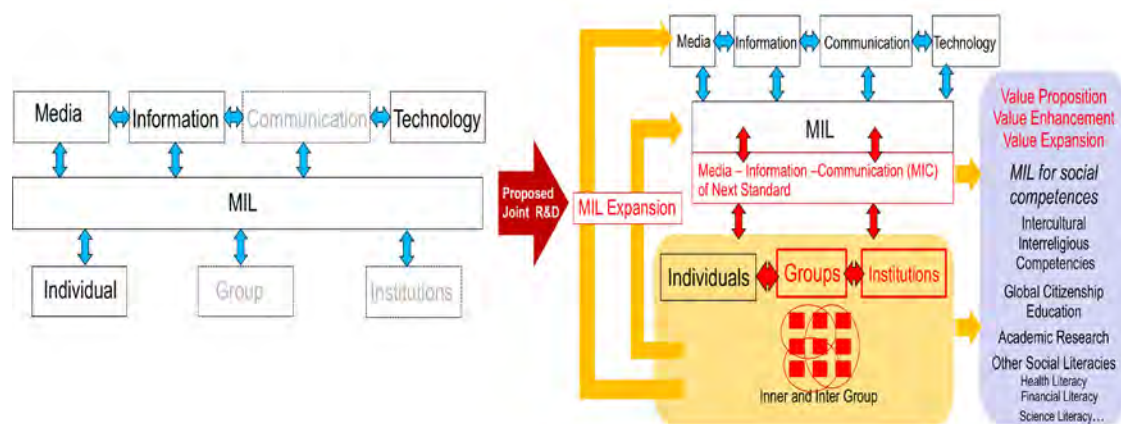 Media
Information
Communication
Technology
MIL
Individual
Group
Institutions
Proposed
Joint R&D
MIL Expansion
Media
Information
Communication
Technology
MIL
Media – Information –Communication (MIC)
of Next Standard
Individuals
Groups
Institutions
Inner and Inter Group
Value Proposition
Value Enhancement
Value Expansion
MIL for social
competences
Intercultural
Interreligious
Competencies
Global Citizenship
Education
Academic Research
Other Social Literacies
Health Literacy
Financial Literacy
Science Literacy…